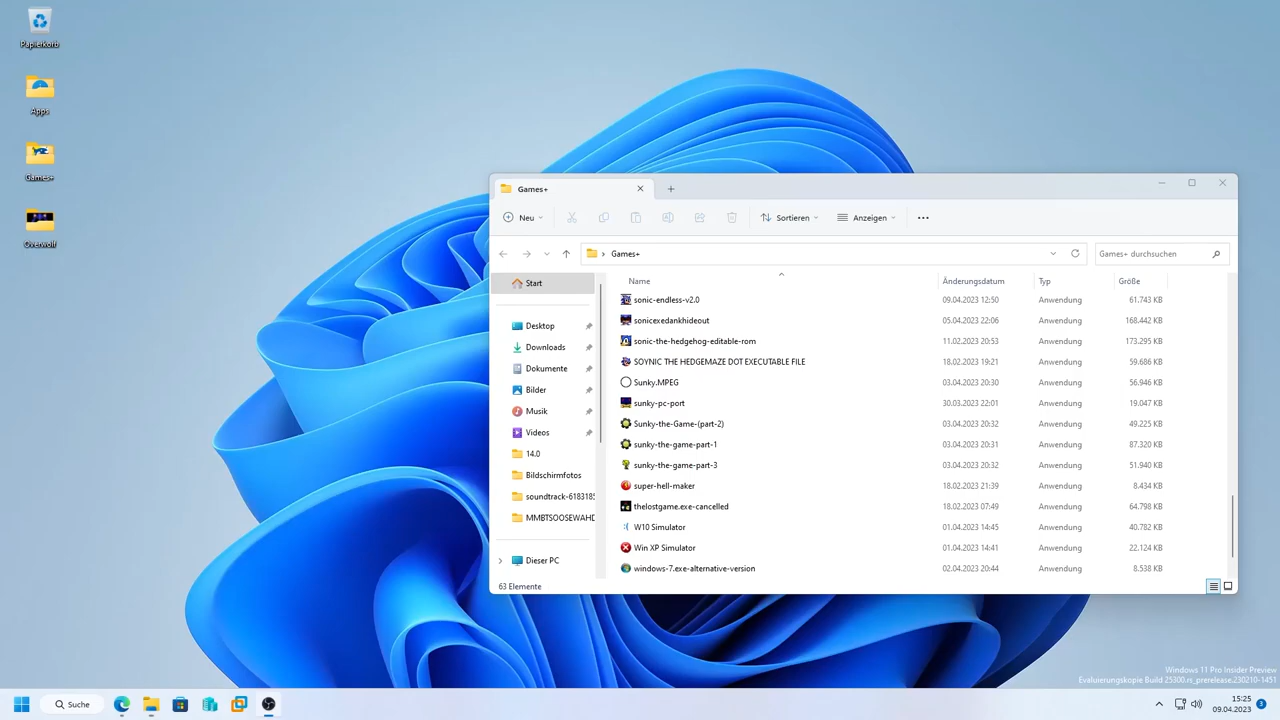 Papierkorb
Apps
Games+
Overwolf
Games+
Neu
Sortieren
Anzeigen
Games+
Games+ durchsuchen
Start
Desktop
Downloads
Dokumente
Bilder
Musik
Videos
14.0
Bildschirmfotos
soundtrack-6183185
MMBTSOOSEWAHD
Dieser PC
Name Änderungsdatum Typ Größe
sonic-endless-v2.0 09.04.2023 12:50 Anwendung 61.743 KB
sonicexedankhideout 05.04.2023 22:06 Anwendung 168.442 KB
sonic-the-hedgehog-editable-rom 11.02.2023 20:53 Anwendung 173.295 KB
SOYNIC THE HEDGEMAZE DOT EXECUTABLE FILE 18.02.2023 19:21 Anwendung 59.686 KB
Sunky.MPEG 03.04.2023 20:30 Anwendung 56.946 KB
sunky-pc-port 30.03.2023 22:01 Anwendung 19.047 KB
Sunky-the-Game-(part-2) 03.04.2023 20:32 Anwendung 49.225 KB
sunky-the-game-part-1 03.04.2023 20:31 Anwendung 87.320 KB
sunky-the-game-part-3 03.04.2023 20:32 Anwendung 51.940 KB
super-hell-maker 18.02.2023 21:39 Anwendung 8.434 KB
thelostgame.exe-cancelled 18.02.2023 07:49 Anwendung 64.798 KB
W10 Simulator 01.04.2023 14:45 Anwendung 40.782 KB
Win XP Simulator 01.04.2023 14:41 Anwendung 22.124 KB
windows-7.exe-alternative-version 02.04.2023 20:44 Anwendung 8.538 KB
63 Elemente
Windows 11 Pro Insider Preview
Evaluierungskopie Build 25300.rs_prerelease.230210-1451
Suche
15:25
09.04.2023
3